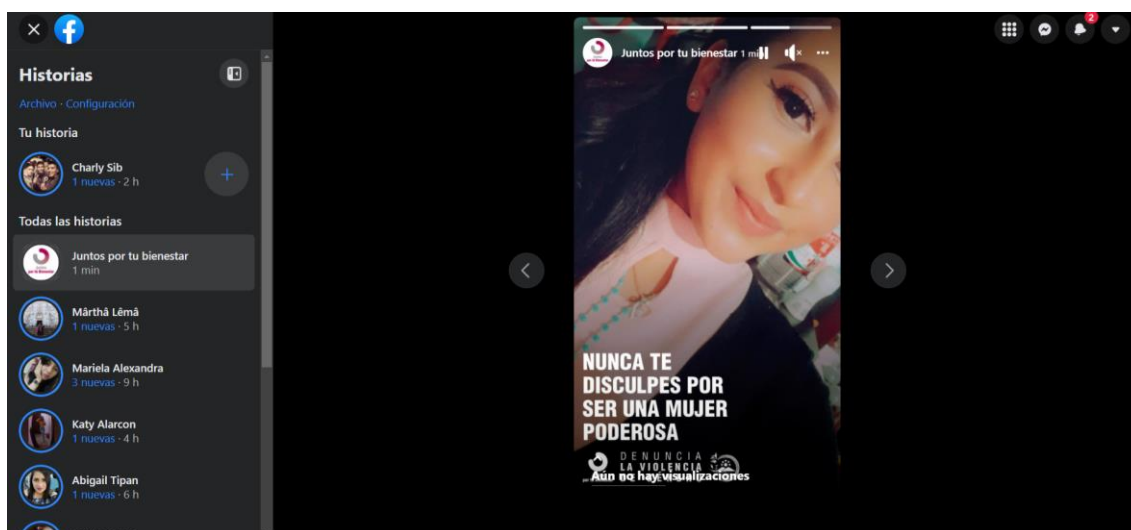 2
Historias
Archivo · Configuración
Tu historia
Charly Sib
1 nuevas · 2 h
Todas las historias
Juntos por tu bienestar
1 min
Mârthâ Lêmâ
1 nuevas · 5 h
Mariela Alexandra
3 nuevas · 9 h
Katy Alarcon
1 nuevas · 4 h
Abigail Tipan
1 nuevas · 6 h
Juntos por tu bienestar 1 mi
NUNCA TE
DISCULPES POR
SER UNA MUJER
PODEROSA
DENUNCIA
LA VIOLENCIA
Aún no hay visualizaciones